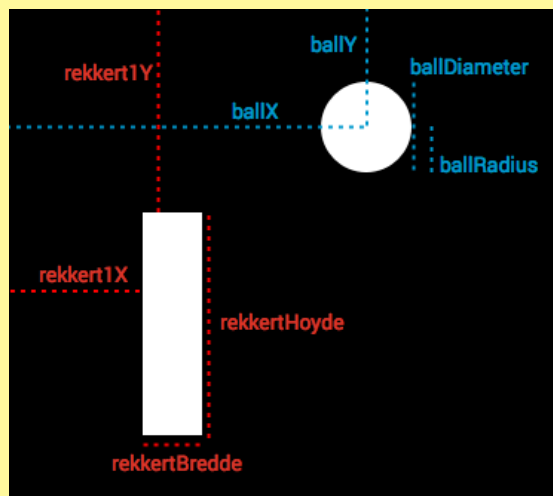 ballY
rekkert1Y
ballDiameter
ballX
ballRadius
rekkert1X
rekkertHoyde
rekkertBredde